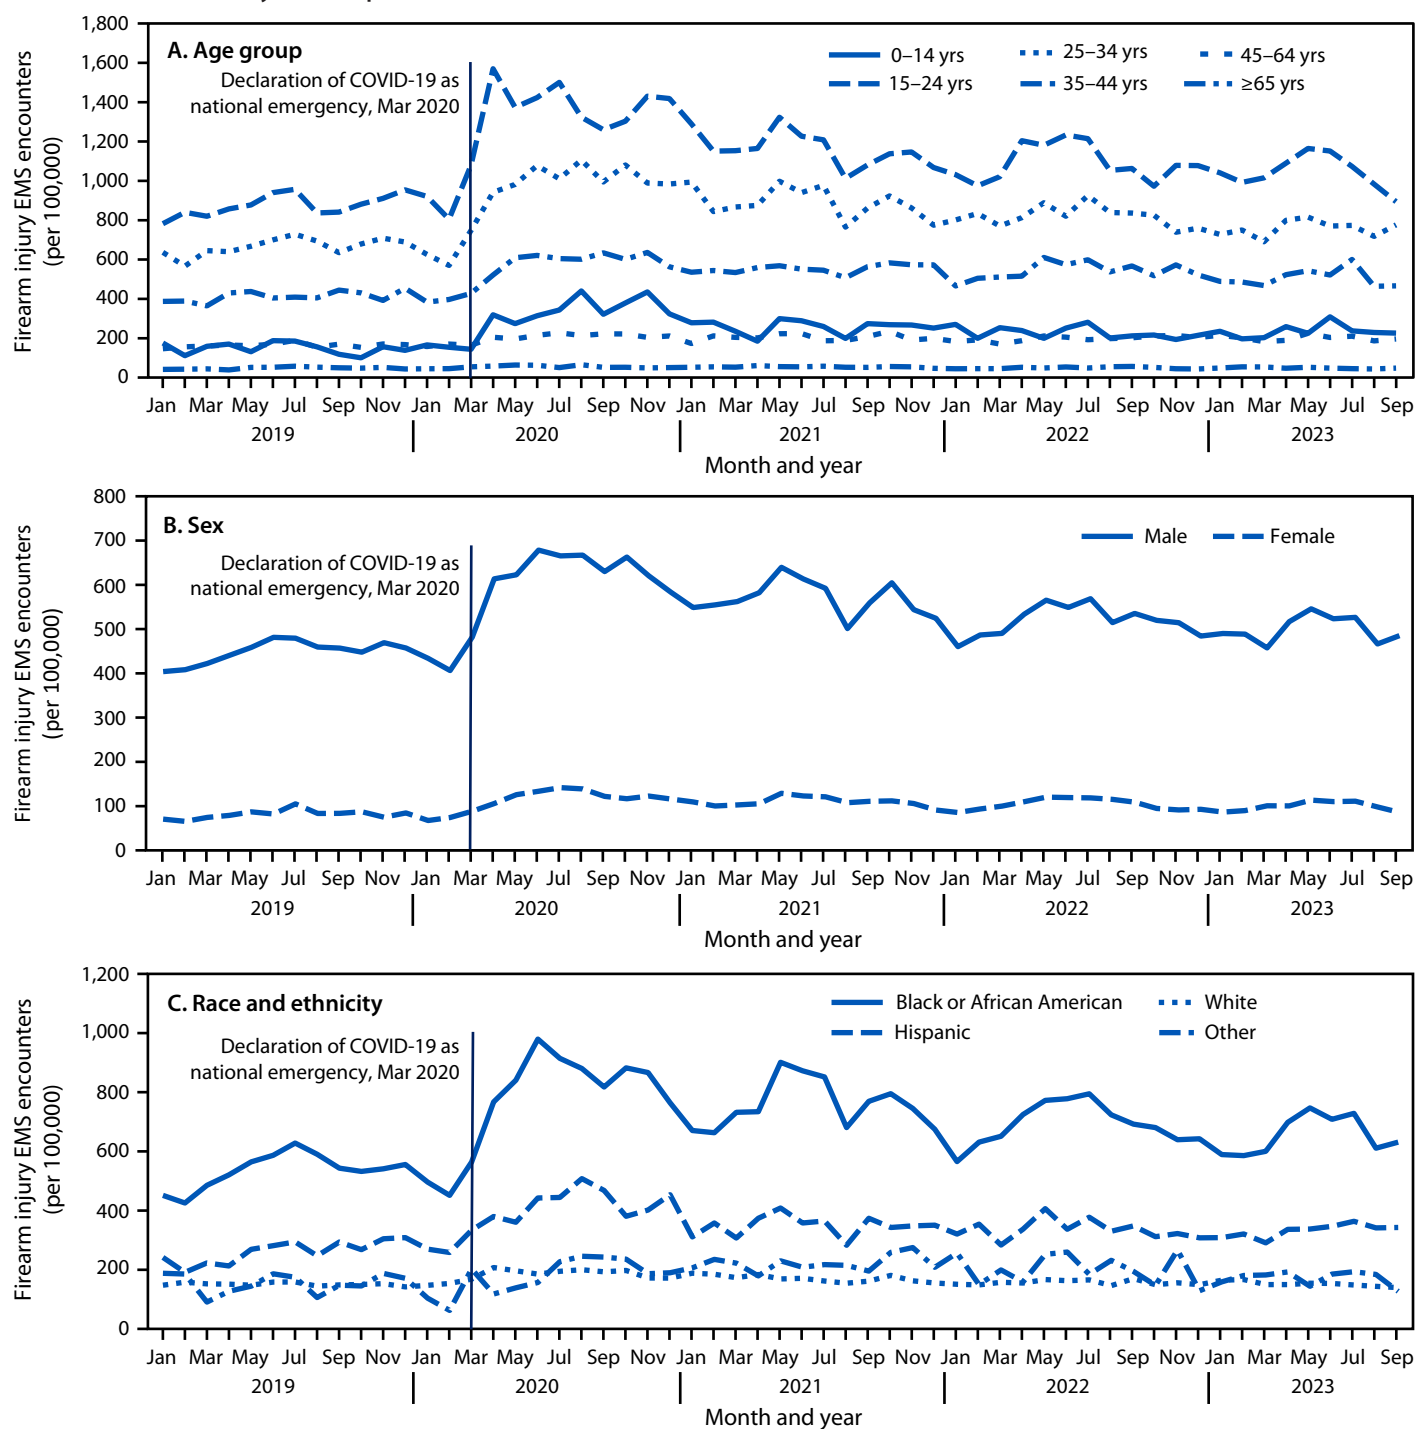 1,800
1,600
1,400
1,200
1,000
800
600
400
200
0
Firearm injury EMS encounters
(per 100,000)
A. Age group
Declaration of COVID-19 as
national emergency, Mar 2020
0–14 yrs
15–24 yrs
25–34 yrs
35–44 yrs
45–64 yrs
≥65 yrs
Jan Mar May Jul Sep Nov Jan Mar May Jul Sep Nov Jan Mar May Jul Sep Nov Jan Mar May Jul Sep Nov Jan Mar May Jul Sep
2019 2020 2021 2022 2023
Month and year
800
700
600
500
400
300
200
100
0
Firearm injury EMS encounters
(per 100,000)
B. Sex
Declaration of COVID-19 as
national emergency, Mar 2020
Male Female
Jan Mar May Jul Sep Nov Jan Mar May Jul Sep Nov Jan Mar May Jul Sep Nov Jan Mar May Jul Sep Nov Jan Mar May Jul Sep
2019 2020 2021 2022 2023
Month and year
1,200
1,000
800
600
400
200
0
Firearm injury EMS encounters
(per 100,000)
C. Race and ethnicity
Declaration of COVID-19 as
national emergency, Mar 2020
Black or African American
Hispanic
White
Other
Jan Mar May Jul Sep Nov Jan Mar May Jul Sep Nov Jan Mar May Jul Sep Nov Jan Mar May Jul Sep Nov Jan Mar May Jul Sep
2019 2020 2021 2022 2023
Month and year